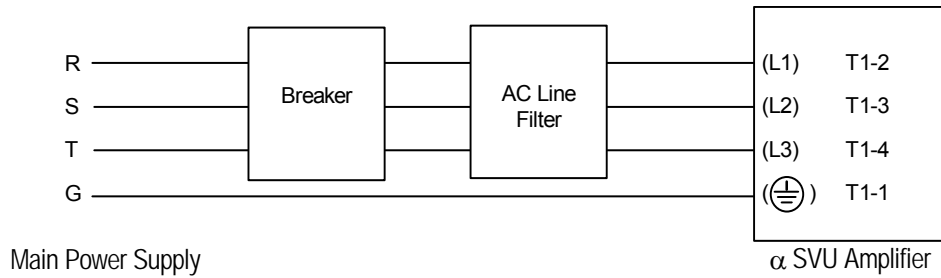 R
Breaker
AC Line
Filter
(L1) T1-2
S
(L2) T1-3
T
(L3) T1-4
G
(⏚) T1-1
Main Power Supply
α SVU Amplifier